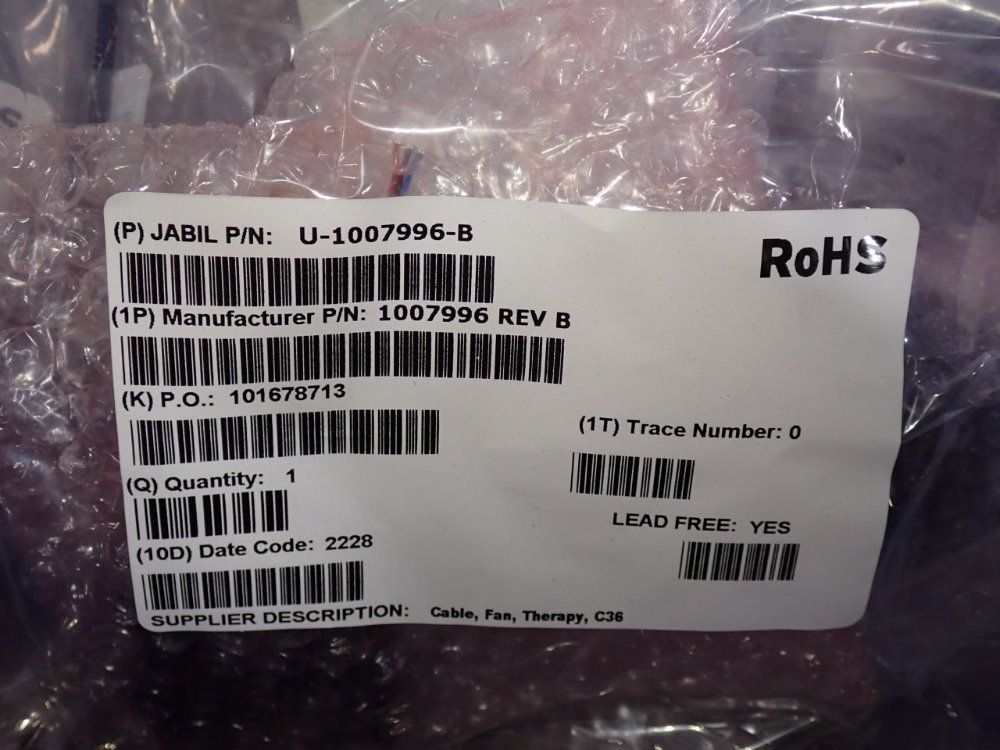 (P) JABIL P/N: U-1007996-B
RoHS
(1P) Manufacturer P/N: 1007996 REV B
(K) P.O.: 101678713
(1T) Trace Number: 0
(Q) Quantity: 1
LEAD FREE: YES
(10D) Date Code: 2228
SUPPLIER DESCRIPTION: Cable, Fan, Therapy, C36